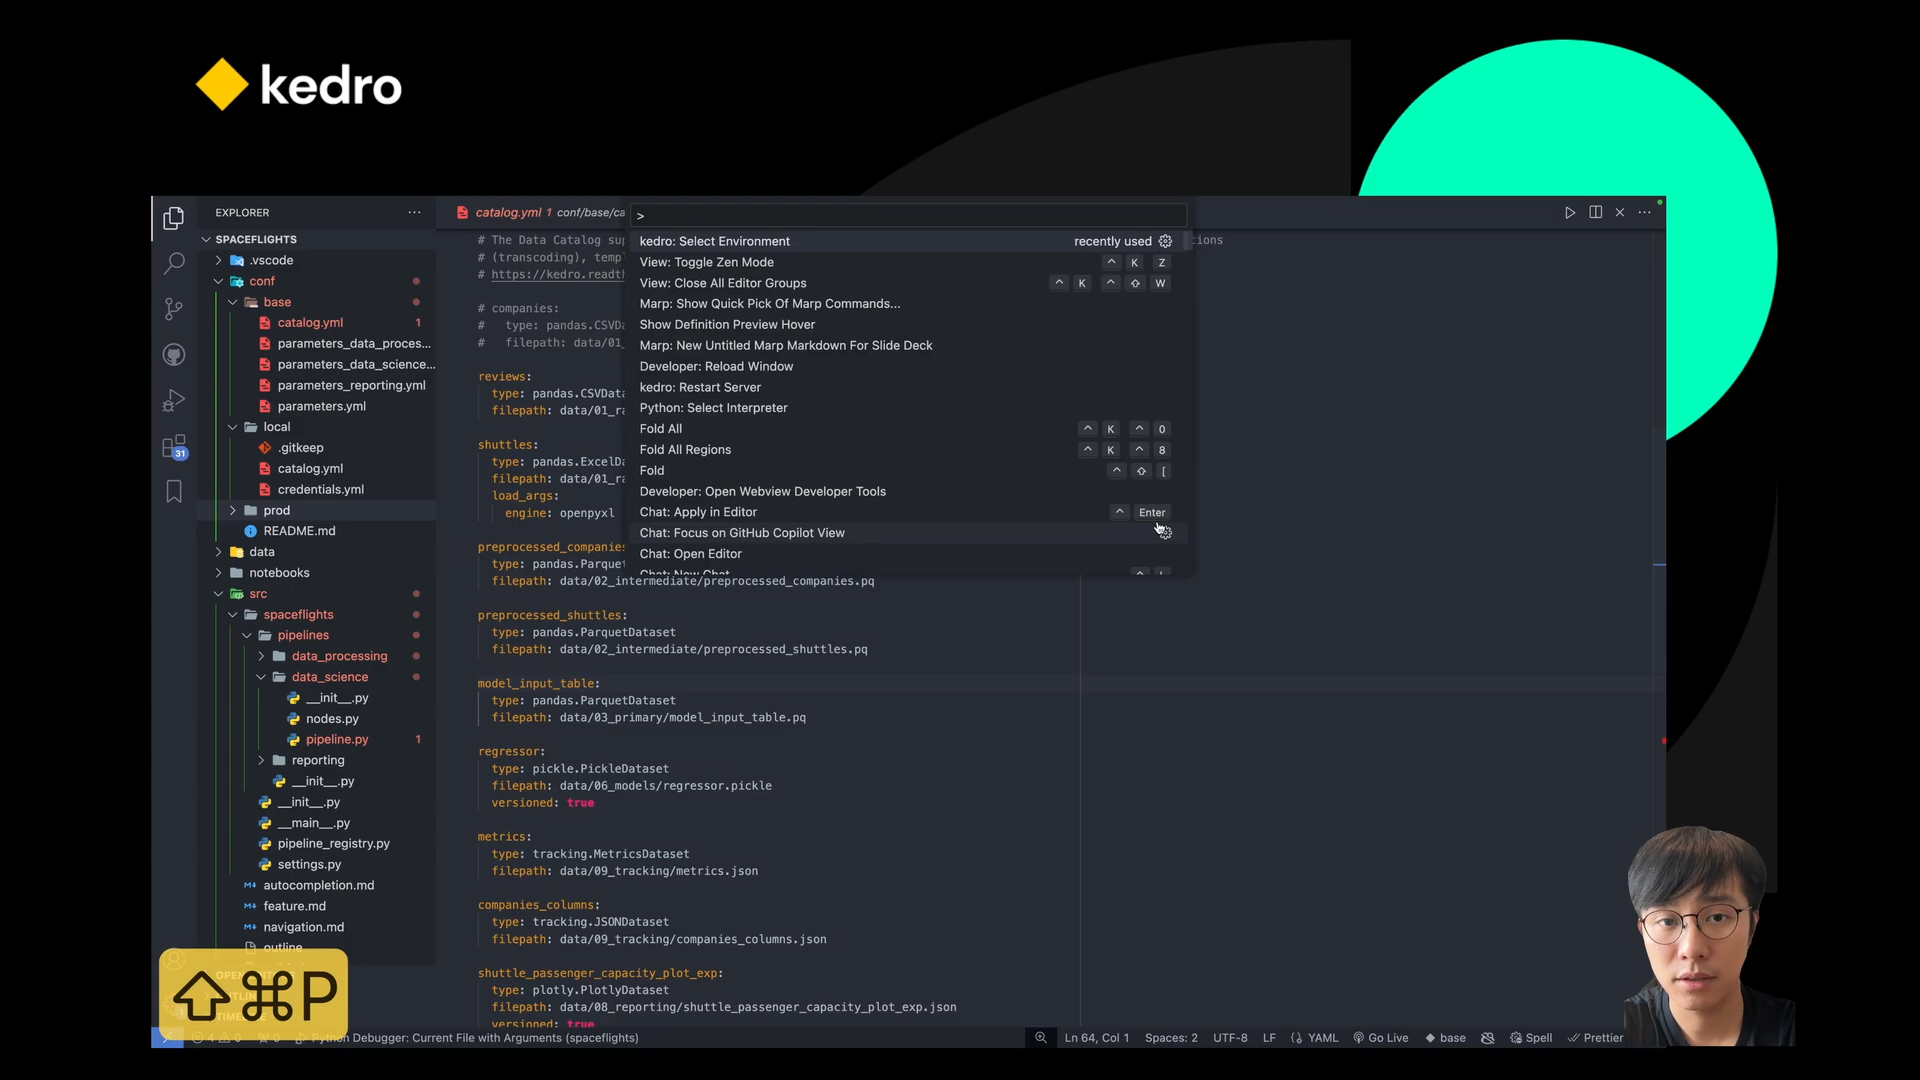 kedro
EXPLORER
SPACEFLIGHTS
.vscode
conf
base
catalog.yml 1
parameters_data_proces...
parameters_data_science...
parameters_reporting.yml
parameters.yml
local
.gitkeep
catalog.yml
credentials.yml
prod
README.md
data
notebooks
src
spaceflights
pipelines
data_processing
data_science
__init__.py
nodes.py
pipeline.py 1
reporting
__init__.py
__init__.py
__main__.py
pipeline_registry.py
settings.py
autocompletion.md
feature.md
navigation.md
outline
31
⇧⌘P
catalog.yml 1 conf/base/ca
>
kedro: Select Environment recently used
View: Toggle Zen Mode ^ K Z
View: Close All Editor Groups ^ K ^ ⇧ W
Marp: Show Quick Pick Of Marp Commands...
Show Definition Preview Hover
Marp: New Untitled Marp Markdown For Slide Deck
Developer: Reload Window
kedro: Restart Server
Python: Select Interpreter
Fold All ^ K ^ 0
Fold All Regions ^ K ^ 8
Fold ^ ⇧ [
Developer: Open Webview Developer Tools
Chat: Apply in Editor ^ Enter
Chat: Focus on GitHub Copilot View
Chat: Open Editor
Chat: New Chat
# The Data Catalog sup ions
# (transcoding), temp
# https://kedro.readth
# companies:
#   type: pandas.CSVDa
#   filepath: data/01_
reviews:
type: pandas.CSVData
filepath: data/01_ra
shuttles:
type: pandas.ExcelDa
filepath: data/01_ra
load_args:
engine: openpyxl
preprocessed_companies
type: pandas.Parquet
filepath: data/02_intermediate/preprocessed_companies.pq
preprocessed_shuttles:
type: pandas.ParquetDataset
filepath: data/02_intermediate/preprocessed_shuttles.pq
model_input_table:
type: pandas.ParquetDataset
filepath: data/03_primary/model_input_table.pq
regressor:
type: pickle.PickleDataset
filepath: data/06_models/regressor.pickle
versioned: true
metrics:
type: tracking.MetricsDataset
filepath: data/09_tracking/metrics.json
companies_columns:
type: tracking.JSONDataset
filepath: data/09_tracking/companies_columns.json
shuttle_passenger_capacity_plot_exp:
type: plotly.PlotlyDataset
filepath: data/08_reporting/shuttle_passenger_capacity_plot_exp.json
versioned: true
Python Debugger: Current File with Arguments (spaceflights) Ln 64, Col 1 Spaces: 2 UTF-8 LF YAML Go Live base Spell Prettier